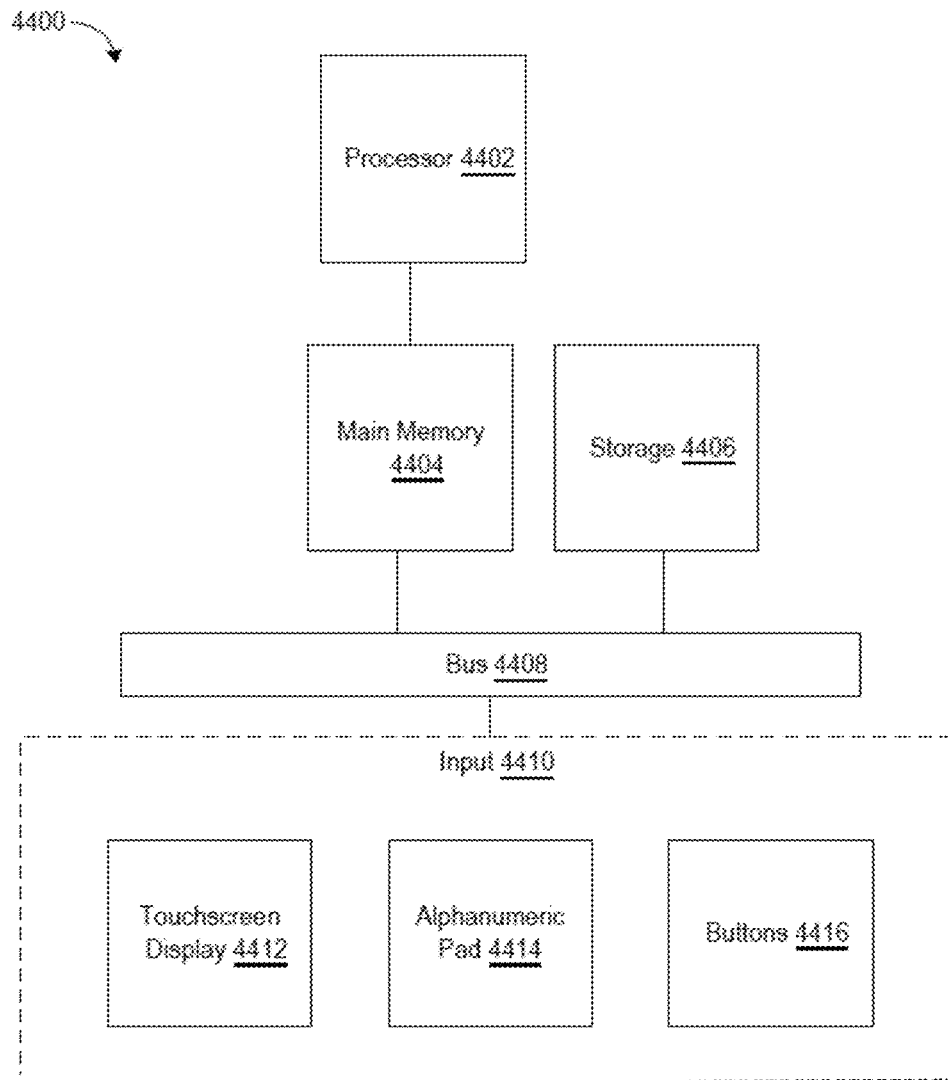 4400
Processor 4402
Main Memory
4404
Storage 4406
Bus 4408
Input 4410
Touchscreen
Display 4412
Alphanumeric
Pad 4414
Buttons 4416